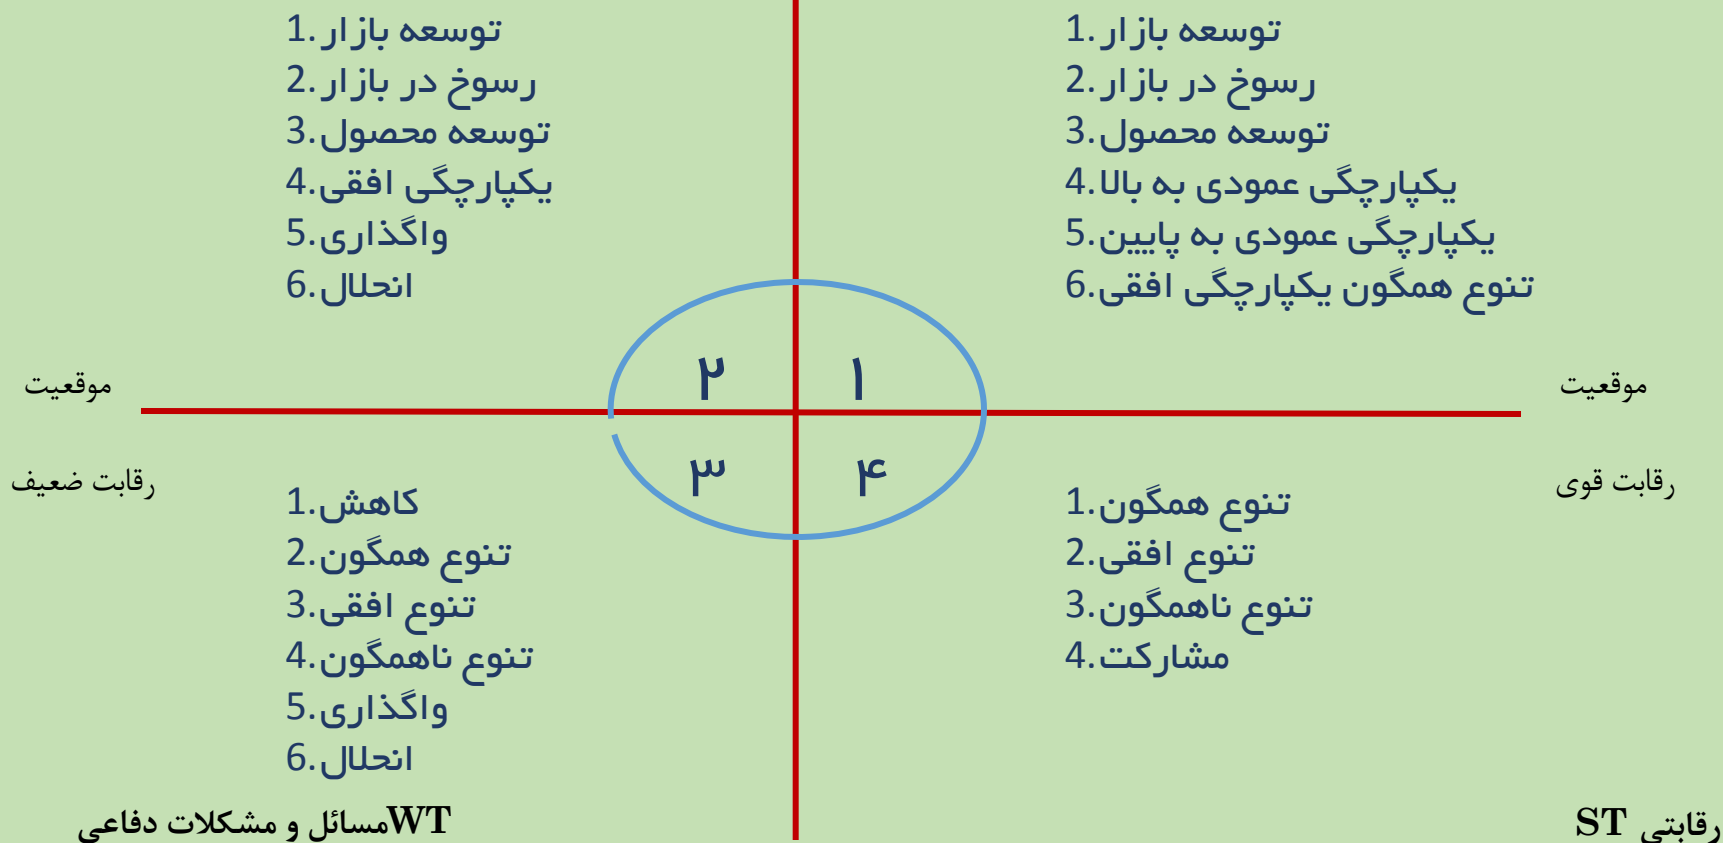 1.توسعه بازار
2.رسوخ در بازار
3.توسعه محصول
4.یکپارچگی عمودی به بالا
5.یکپارچگی عمودی به پایین
6.تنوع همگون یکپارچگی افقی
1.توسعه بازار
2.رسوخ در بازار
3.توسعه محصول
4.یکپارچگی افقی
5.واگذاری
6.انحلال
۱
۲
موقعیت
موقعیت
رقابت قوی
رقابت ضعیف
۴
۳
1.تنوع همگون
2.تنوع افقی
3.تنوع ناهمگون
4.مشارکت
1.کاهش
2.تنوع همگون
3.تنوع افقی
4.تنوع ناهمگون
5.واگذاری
6.انحلال
رقابتی ST
WTمسائل و مشکلات دفاعی